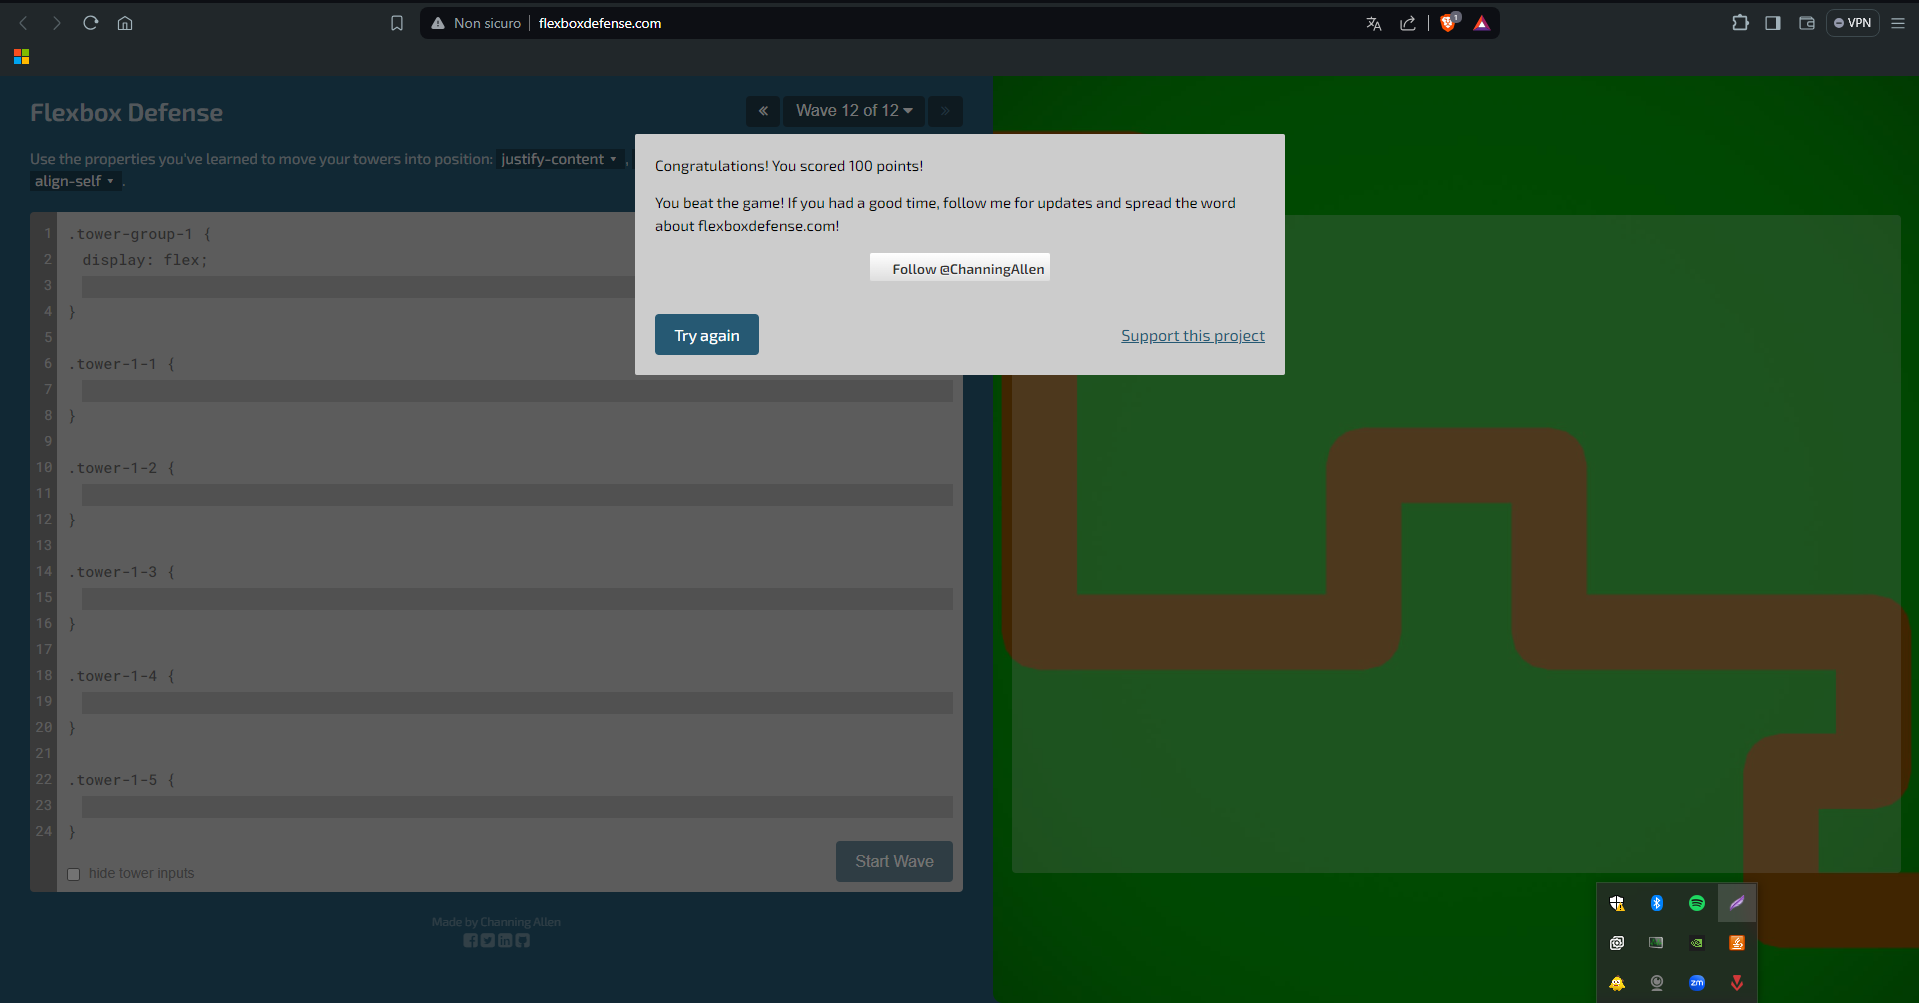 Non sicuro
flexboxdefense.com
1
VPN
Flexbox Defense
«
Wave 12 of 12
»
Use the properties you've learned to move your towers into position: justify-content ,
align-self .
Congratulations! You scored 100 points!
You beat the game! If you had a good time, follow me for updates and spread the word
about flexboxdefense.com!
Follow @ChanningAllen
Try again
Support this project
1 .tower-group-1 {
2 display: flex;
3
4 }
5
6 .tower-1-1 {
7
8 }
9
10 .tower-1-2 {
11
12 }
13
14 .tower-1-3 {
15
16 }
17
18 .tower-1-4 {
19
20 }
21
22 .tower-1-5 {
23
24 }
hide tower inputs
Start Wave
Made by Channing Allen
zm